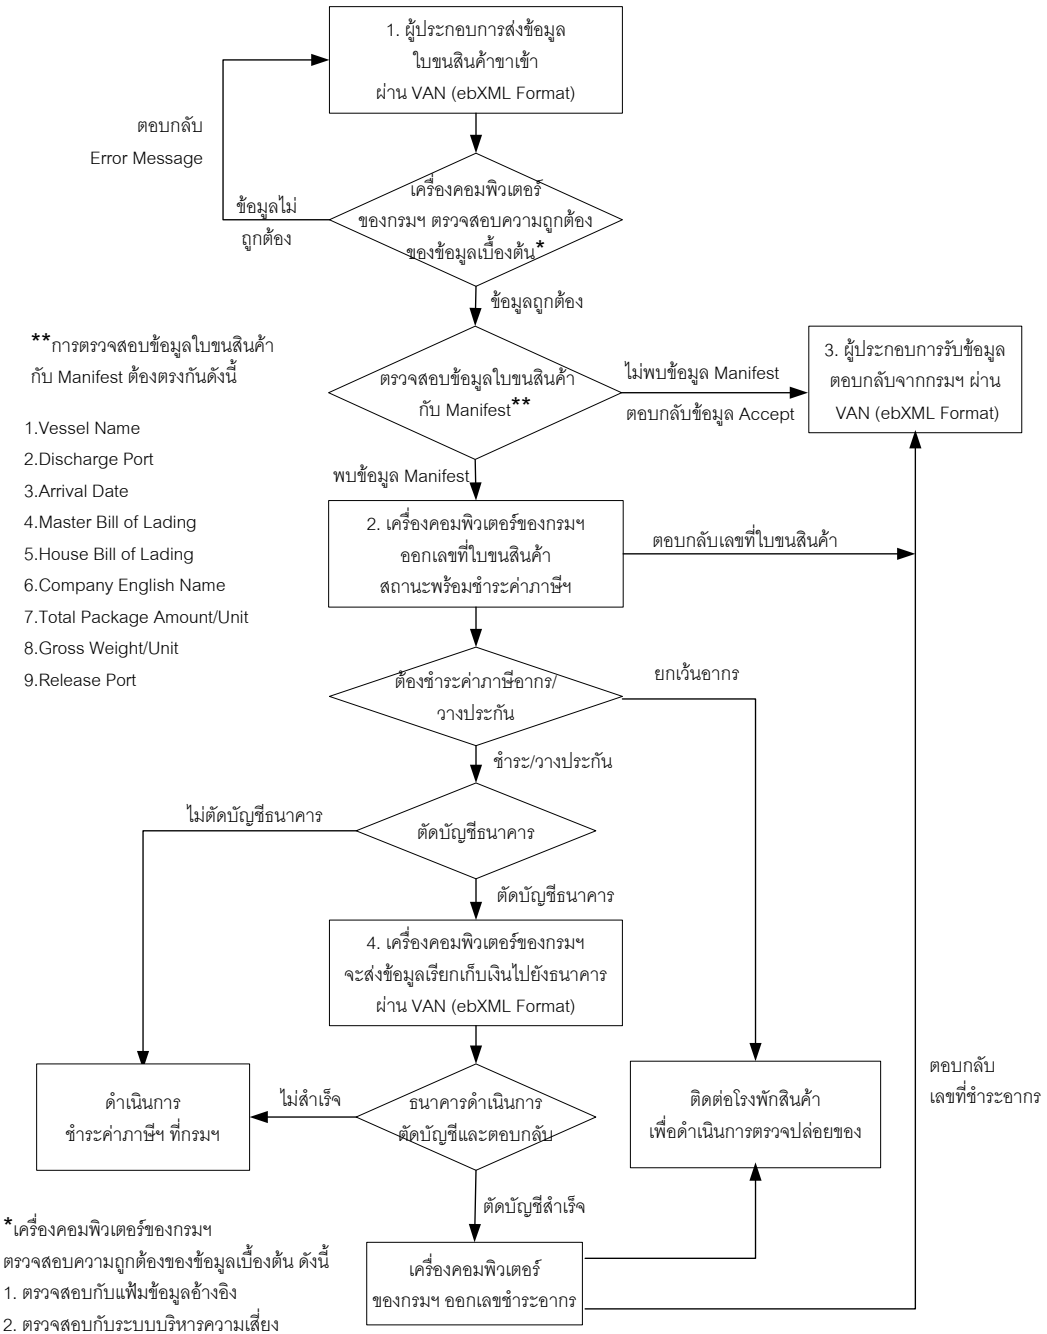 1. ผู้ประกอบการส่งข้อมูล
ใบขนสินค้าขาเข้า
ผ่าน VAN (ebXML Format)
ตอบกลับ
Error Message
ข้อมูลไม่
ถูกต้อง
เครื่องคอมพิวเตอร์
ของกรมฯ ตรวจสอบความถูกต้อง
ของข้อมูลเบื้องต้น*
ข้อมูลถูกต้อง
**การตรวจสอบข้อมูลใบขนสินค้า
กับ Manifest ต้องตรงกันดังนี้
1.Vessel Name
2.Discharge Port
3.Arrival Date
4.Master Bill of Lading
5.House Bill of Lading
6.Company English Name
7.Total Package Amount/Unit
8.Gross Weight/Unit
9.Release Port
ตรวจสอบข้อมูลใบขนสินค้า
กับ Manifest**
ไม่พบข้อมูล Manifest
ตอบกลับข้อมูล Accept
3. ผู้ประกอบการรับข้อมูล
ตอบกลับจากกรมฯ ผ่าน
VAN (ebXML Format)
พบข้อมูล Manifest
2. เครื่องคอมพิวเตอร์ของกรมฯ
ออกเลขที่ใบขนสินค้า
สถานะพร้อมชำระค่าภาษีฯ
ตอบกลับเลขที่ใบขนสินค้า
ต้องชำระค่าภาษีอากร/
วางประกัน
ยกเว้นอากร
ชำระ/วางประกัน
ไม่ตัดบัญชีธนาคาร
ตัดบัญชีธนาคาร
ตัดบัญชีธนาคาร
4. เครื่องคอมพิวเตอร์ของกรมฯ
จะส่งข้อมูลเรียกเก็บเงินไปยังธนาคาร
ผ่าน VAN (ebXML Format)
ดำเนินการ
ชำระค่าภาษีฯ ที่กรมฯ
ไม่สำเร็จ
ธนาคารดำเนินการ
ตัดบัญชีและตอบกลับ
ติดต่อโรงพักสินค้า
เพื่อดำเนินการตรวจปล่อยของ
ตอบกลับ
เลขที่ชำระอากร
ตัดบัญชีสำเร็จ
เครื่องคอมพิวเตอร์
ของกรมฯ ออกเลขชำระอากร
*เครื่องคอมพิวเตอร์ของกรมฯ
ตรวจสอบความถูกต้องของข้อมูลเบื้องต้น ดังนี้
1. ตรวจสอบกับแฟ้มข้อมูลอ้างอิง
2. ตรวจสอบกับระบบบริหารความเสี่ยง